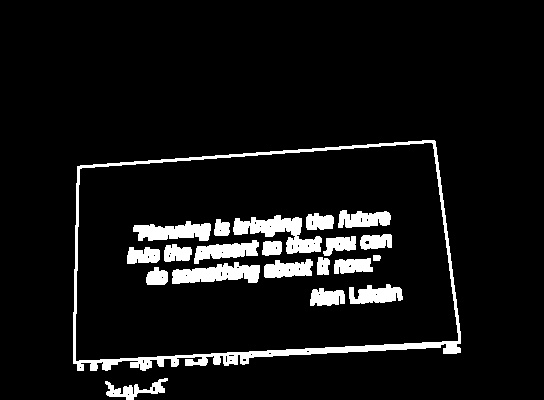 "Planning is bringing the future
into the present so that you can
do something about it now."
Alan Lakein